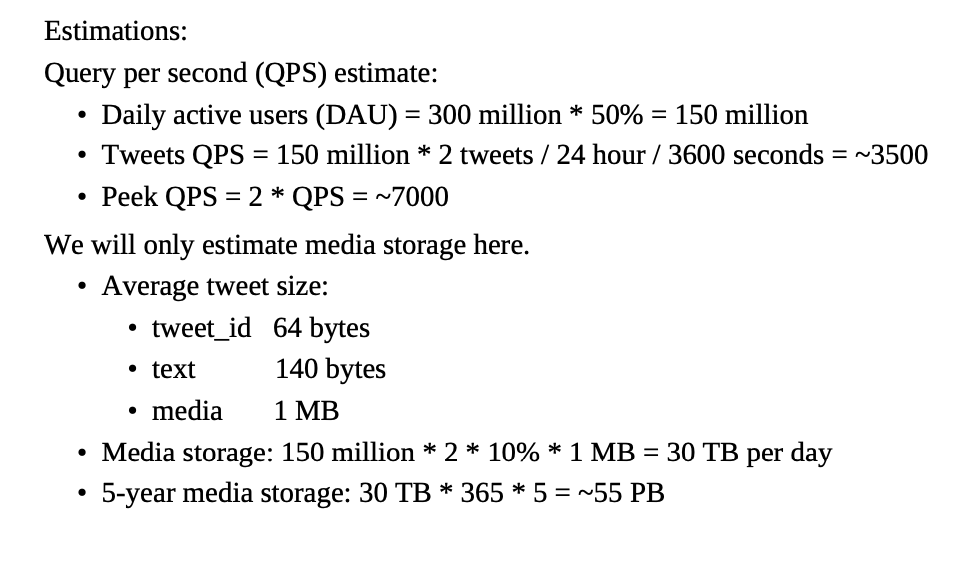 Estimations:
Query per second (QPS) estimate:
• Daily active users (DAU) = 300 million * 50% = 150 million
• Tweets QPS = 150 million * 2 tweets / 24 hour / 3600 seconds = ~3500
• Peek QPS = 2 * QPS = ~7000
We will only estimate media storage here.
• Average tweet size:
• tweet_id 64 bytes
• text 140 bytes
• media 1 MB
• Media storage: 150 million * 2 * 10% * 1 MB = 30 TB per day
• 5-year media storage: 30 TB * 365 * 5 = ~55 PB